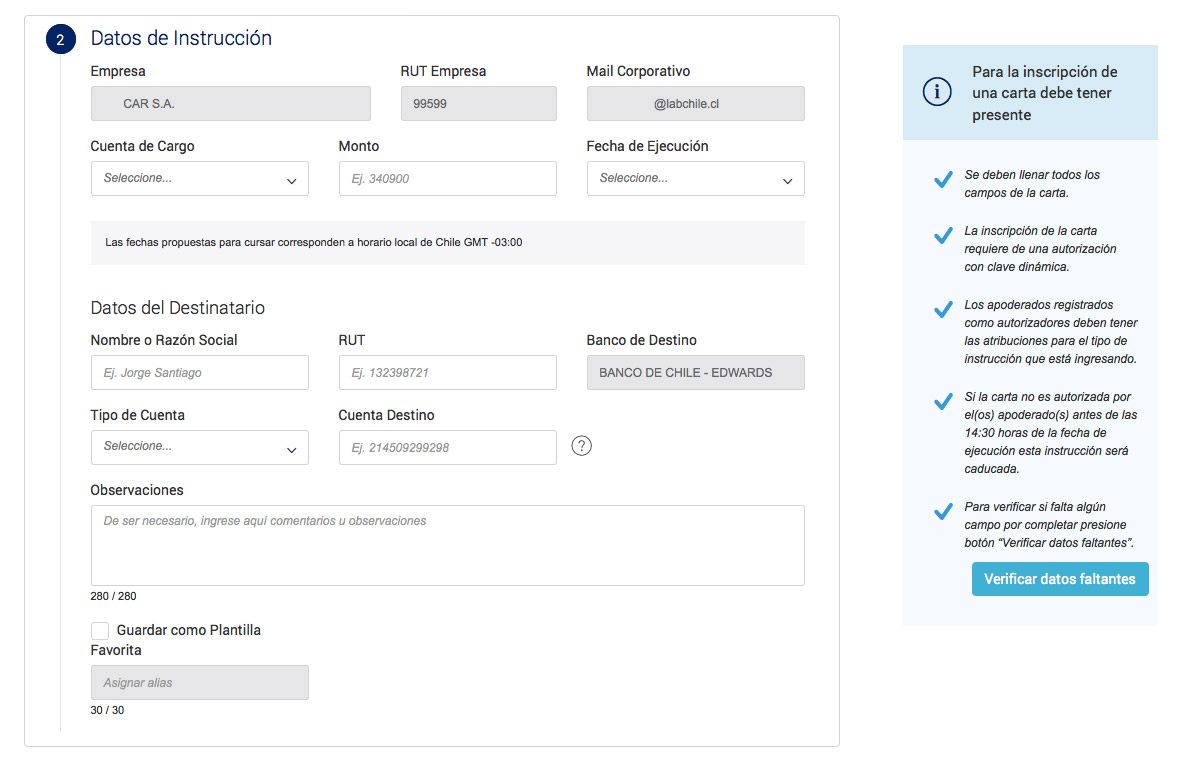 2
Datos de Instrucción
Empresa
RUT Empresa
Mail Corporativo
CAR S.A.
99599
@labchile.cl
Cuenta de Cargo
Monto
Fecha de Ejecución
Seleccione...
Ej. 340900
Seleccione...
Las fechas propuestas para cursar corresponden a horario local de Chile GMT -03:00
Datos del Destinatario
Nombre o Razón Social
RUT
Banco de Destino
Ej. Jorge Santiago
Ej. 132398721
BANCO DE CHILE - EDWARDS
Tipo de Cuenta
Cuenta Destino
Seleccione...
Ej. 214509299298
?
Observaciones
De ser necesario, ingrese aquí comentarios u observaciones
280 / 280
Guardar como Plantilla
Favorita
Asignar alias
30 / 30
i
Para la inscripción de
una carta debe tener
presente
Se deben llenar todos los
campos de la carta.
La inscripción de la carta
requiere de una autorización
con clave dinámica.
Los apoderados registrados
como autorizadores deben tener
las atribuciones para el tipo de
instrucción que está ingresando.
Si la carta no es autorizada por
el(os) apoderado(s) antes de las
14:30 horas de la fecha de
ejecución esta instrucción será
caducada.
Para verificar si falta algún
campo por completar presione
botón “Verificar datos faltantes”.
Verificar datos faltantes